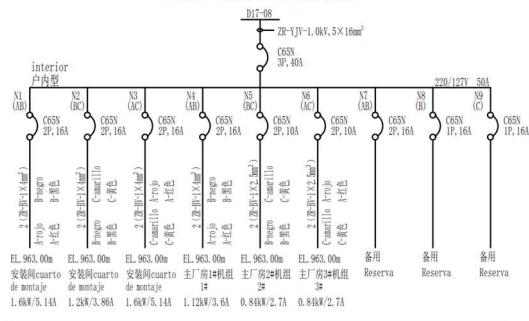 D17-08
ZR-YJV-1.0kV,5×16mm²
C65N
3P,40A
interior
户内型
220/127V 50A
N1
(AB)
C65N
2P,16A
N2
(BC)
C65N
2P,16A
N3
(AC)
C65N
2P,16A
N4
(AB)
C65N
2P,16A
N5
(BC)
C65N
2P,10A
N6
(AC)
C65N
2P,10A
N7
(AB)
C65N
2P,16A
N8
(B)
C65N
1P,16A
N9
(C)
C65N
1P,16A
2(ZR-BV-1×4mm²)
A-rojo B-negro
A-红色 B-黑色
2(ZR-BV-1×4mm²)
B-negro C-amarillo
B-黑色 C-黄色
2(ZR-BV-1×4mm²)
C-amarillo A-rojo
C-黄色 A-红色
2(ZR-BV-1×4mm²)
A-rojo B-negro
A-红色 B-黑色
2(ZR-BV-1×2.5mm²)
B-negro C-amarillo
B-黑色 C-黄色
2(ZR-BV-1×2.5mm²)
C-amarillo A-rojo
C-黄色 A-红色
EL.963.00m
安装间cuarto
de montaje
1.6kW/5.14A
EL.963.00m
安装间cuarto
de montaje
1.2kW/3.86A
EL.963.00m
安装间cuarto
de montaje
1.6kW/5.14A
EL.963.00m
主厂房1#机组
1#
1.12kW/3.6A
EL.963.00m
主厂房2#机组
2#
0.84kW/2.7A
EL.963.00m
主厂房3#机组
3#
0.84kW/2.7A
备用
Reserva
备用
Reserva
备用
Reserva